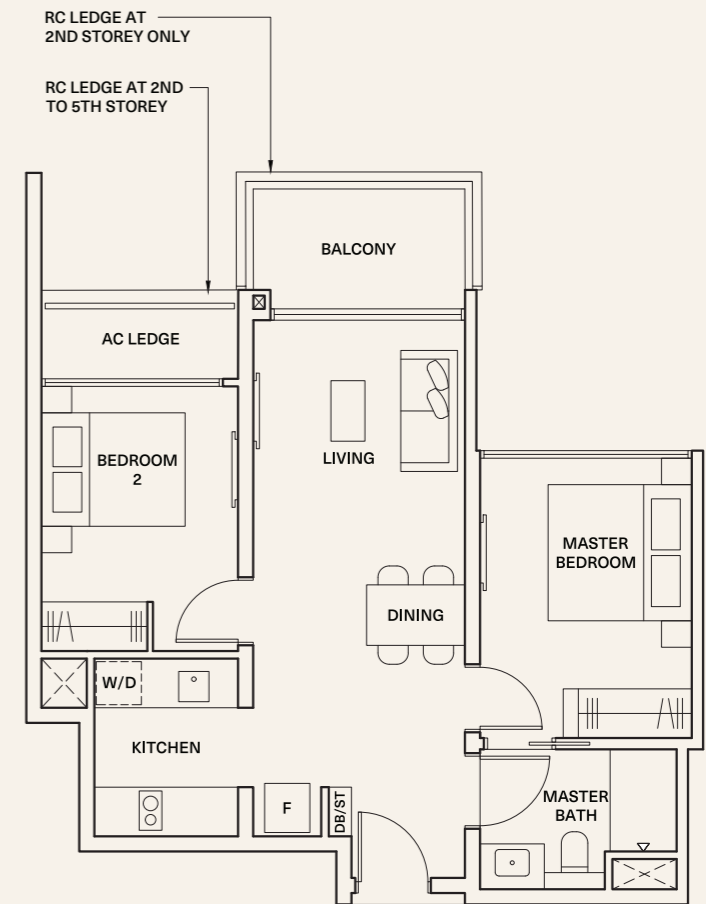 RC LEDGE AT
2ND STOREY ONLY
RC LEDGE AT 2ND
TO 5TH STOREY
BALCONY
AC LEDGE
BEDROOM
2
LIVING
MASTER
BEDROOM
DINING
W/D
KITCHEN
F
DB/ST
MASTER
BATH